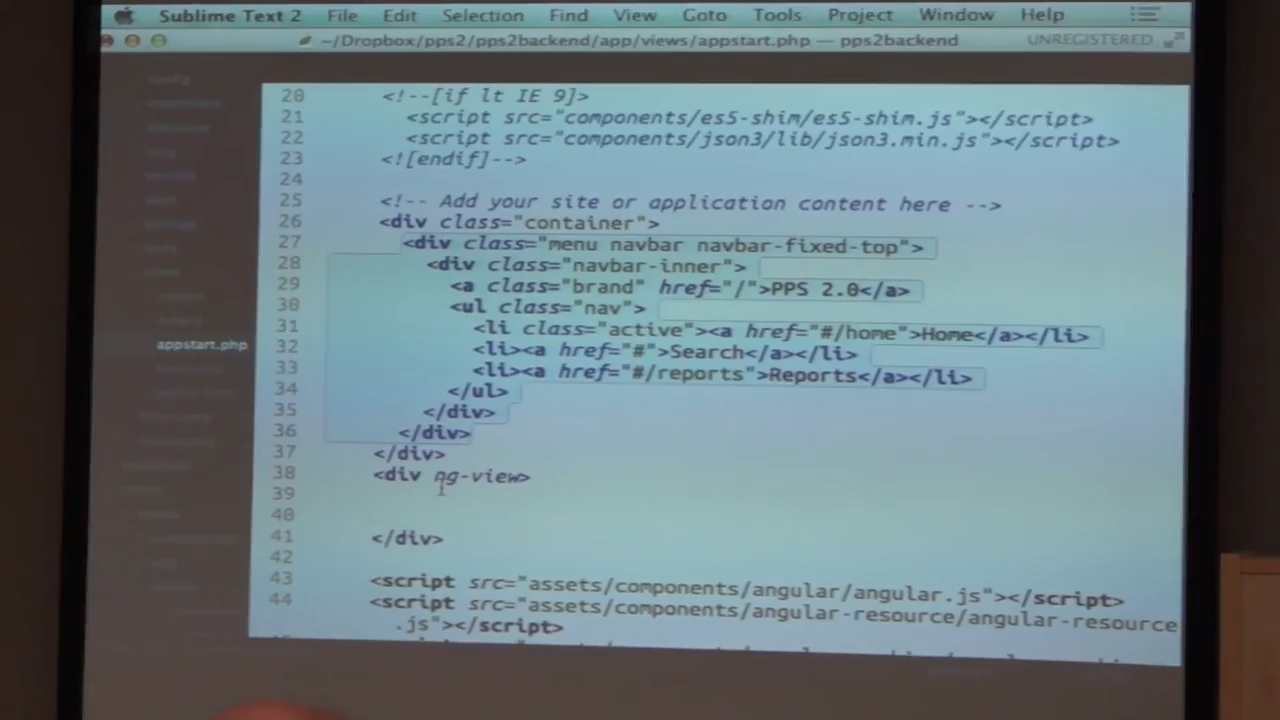 Sublime Text 2 File Edit Selection Find View Goto Tools Project Window Help
~/Dropbox/pps2/pps2backend/app/views/appstart.php — pps2backend UNREGISTERED
config
appstart.php
20 <!--[if lt IE 9]>
21 <script src="components/es5-shim/es5-shim.js"></script>
22 <script src="components/json3/lib/json3.min.js"></script>
23 <![endif]-->
24
25 <!-- Add your site or application content here -->
26 <div class="container">
27 <div class="menu navbar navbar-fixed-top">
28 <div class="navbar-inner">
29 <a class="brand" href="/">PPS 2.0</a>
30 <ul class="nav">
31 <li class="active"><a href="#/home">Home</a></li>
32 <li><a href="#">Search</a></li>
33 <li><a href="#/reports">Reports</a></li>
34 </ul>
35 </div>
36 </div>
37 </div>
38 <div ng-view>
39
40
41 </div>
42
43 <script src="assets/components/angular/angular.js"></script>
44 <script src="assets/components/angular-resource/angular-resource
.js"></script>